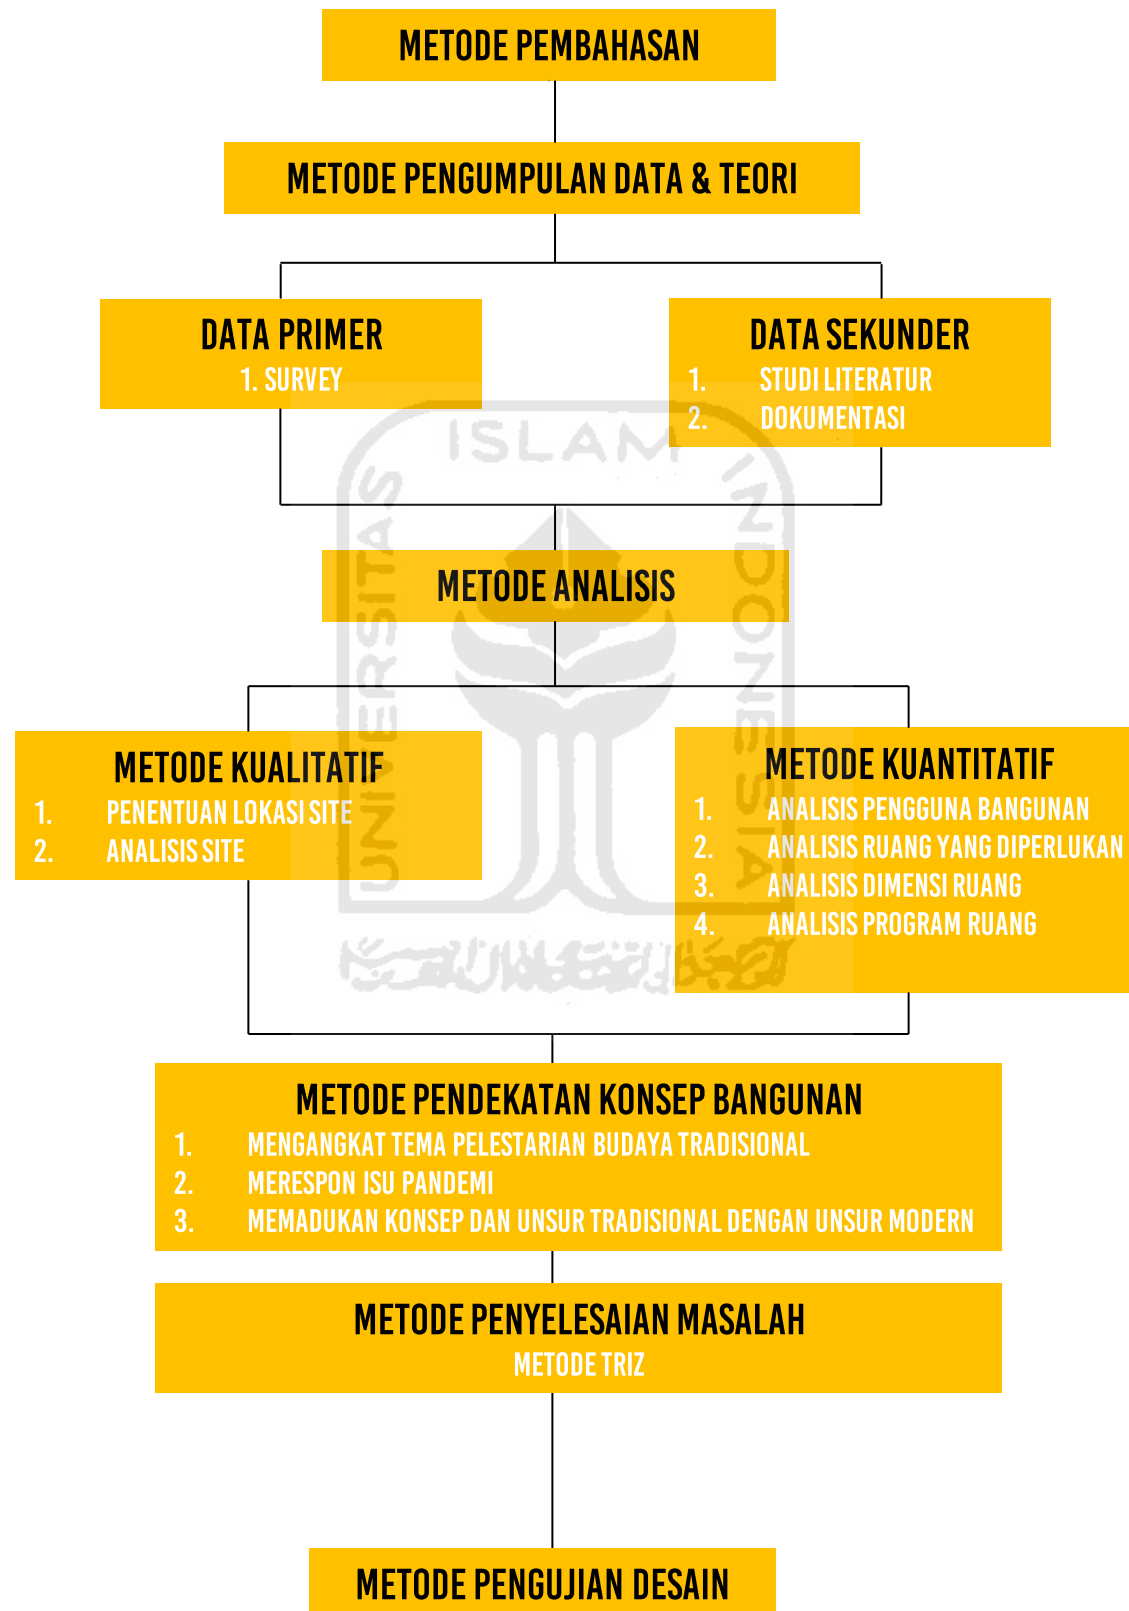 METODE PEMBAHASAN
METODE PENGUMPULAN DATA & TEORI
DATA PRIMER
1. SURVEY
DATA SEKUNDER
1. STUDI LITERATUR
2. DOKUMENTASI
METODE ANALISIS
METODE KUALITATIF
1. PENENTUAN LOKASI SITE
2. ANALISIS SITE
METODE KUANTITATIF
1. ANALISIS PENGGUNA BANGUNAN
2. ANALISIS RUANG YANG DIPERLUKAN
3. ANALISIS DIMENSI RUANG
4. ANALISIS PROGRAM RUANG
METODE PENDEKATAN KONSEP BANGUNAN
1. MENGANGKAT TEMA PELESTARIAN BUDAYA TRADISIONAL
2. MERESPON ISU PANDEMI
3. MEMADUKAN KONSEP DAN UNSUR TRADISIONAL DENGAN UNSUR MODERN
METODE PENYELESAIAN MASALAH
METODE TRIZ
METODE PENGUJIAN DESAIN
UNIVERSITAS
ISLAM
INDONESIA